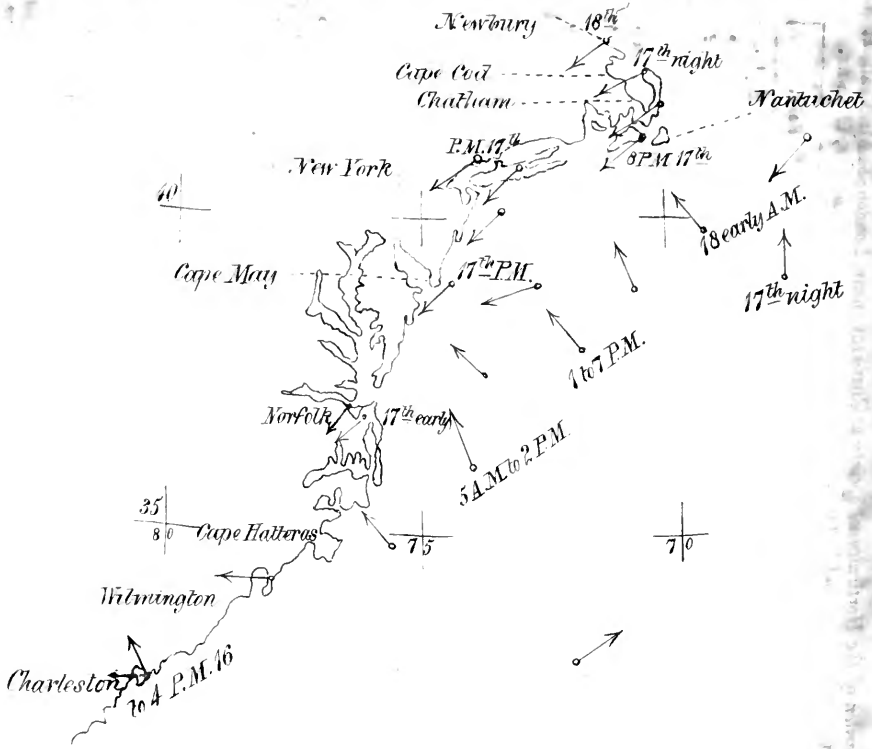 Newbury
18th
17th night
Cape Cod
Chatham
Nantuchet
P.M. 17th
8PM 17th
New York
40
18 early A.M.
Cape May
17th P.M.
17th night
1 to 7 P.M.
Norfolk
17th early
5 A.M. to 2 P.M.
35
80
Cape Hatteras
75
70
Wilmington
Charleston
to 4 P.M. 16